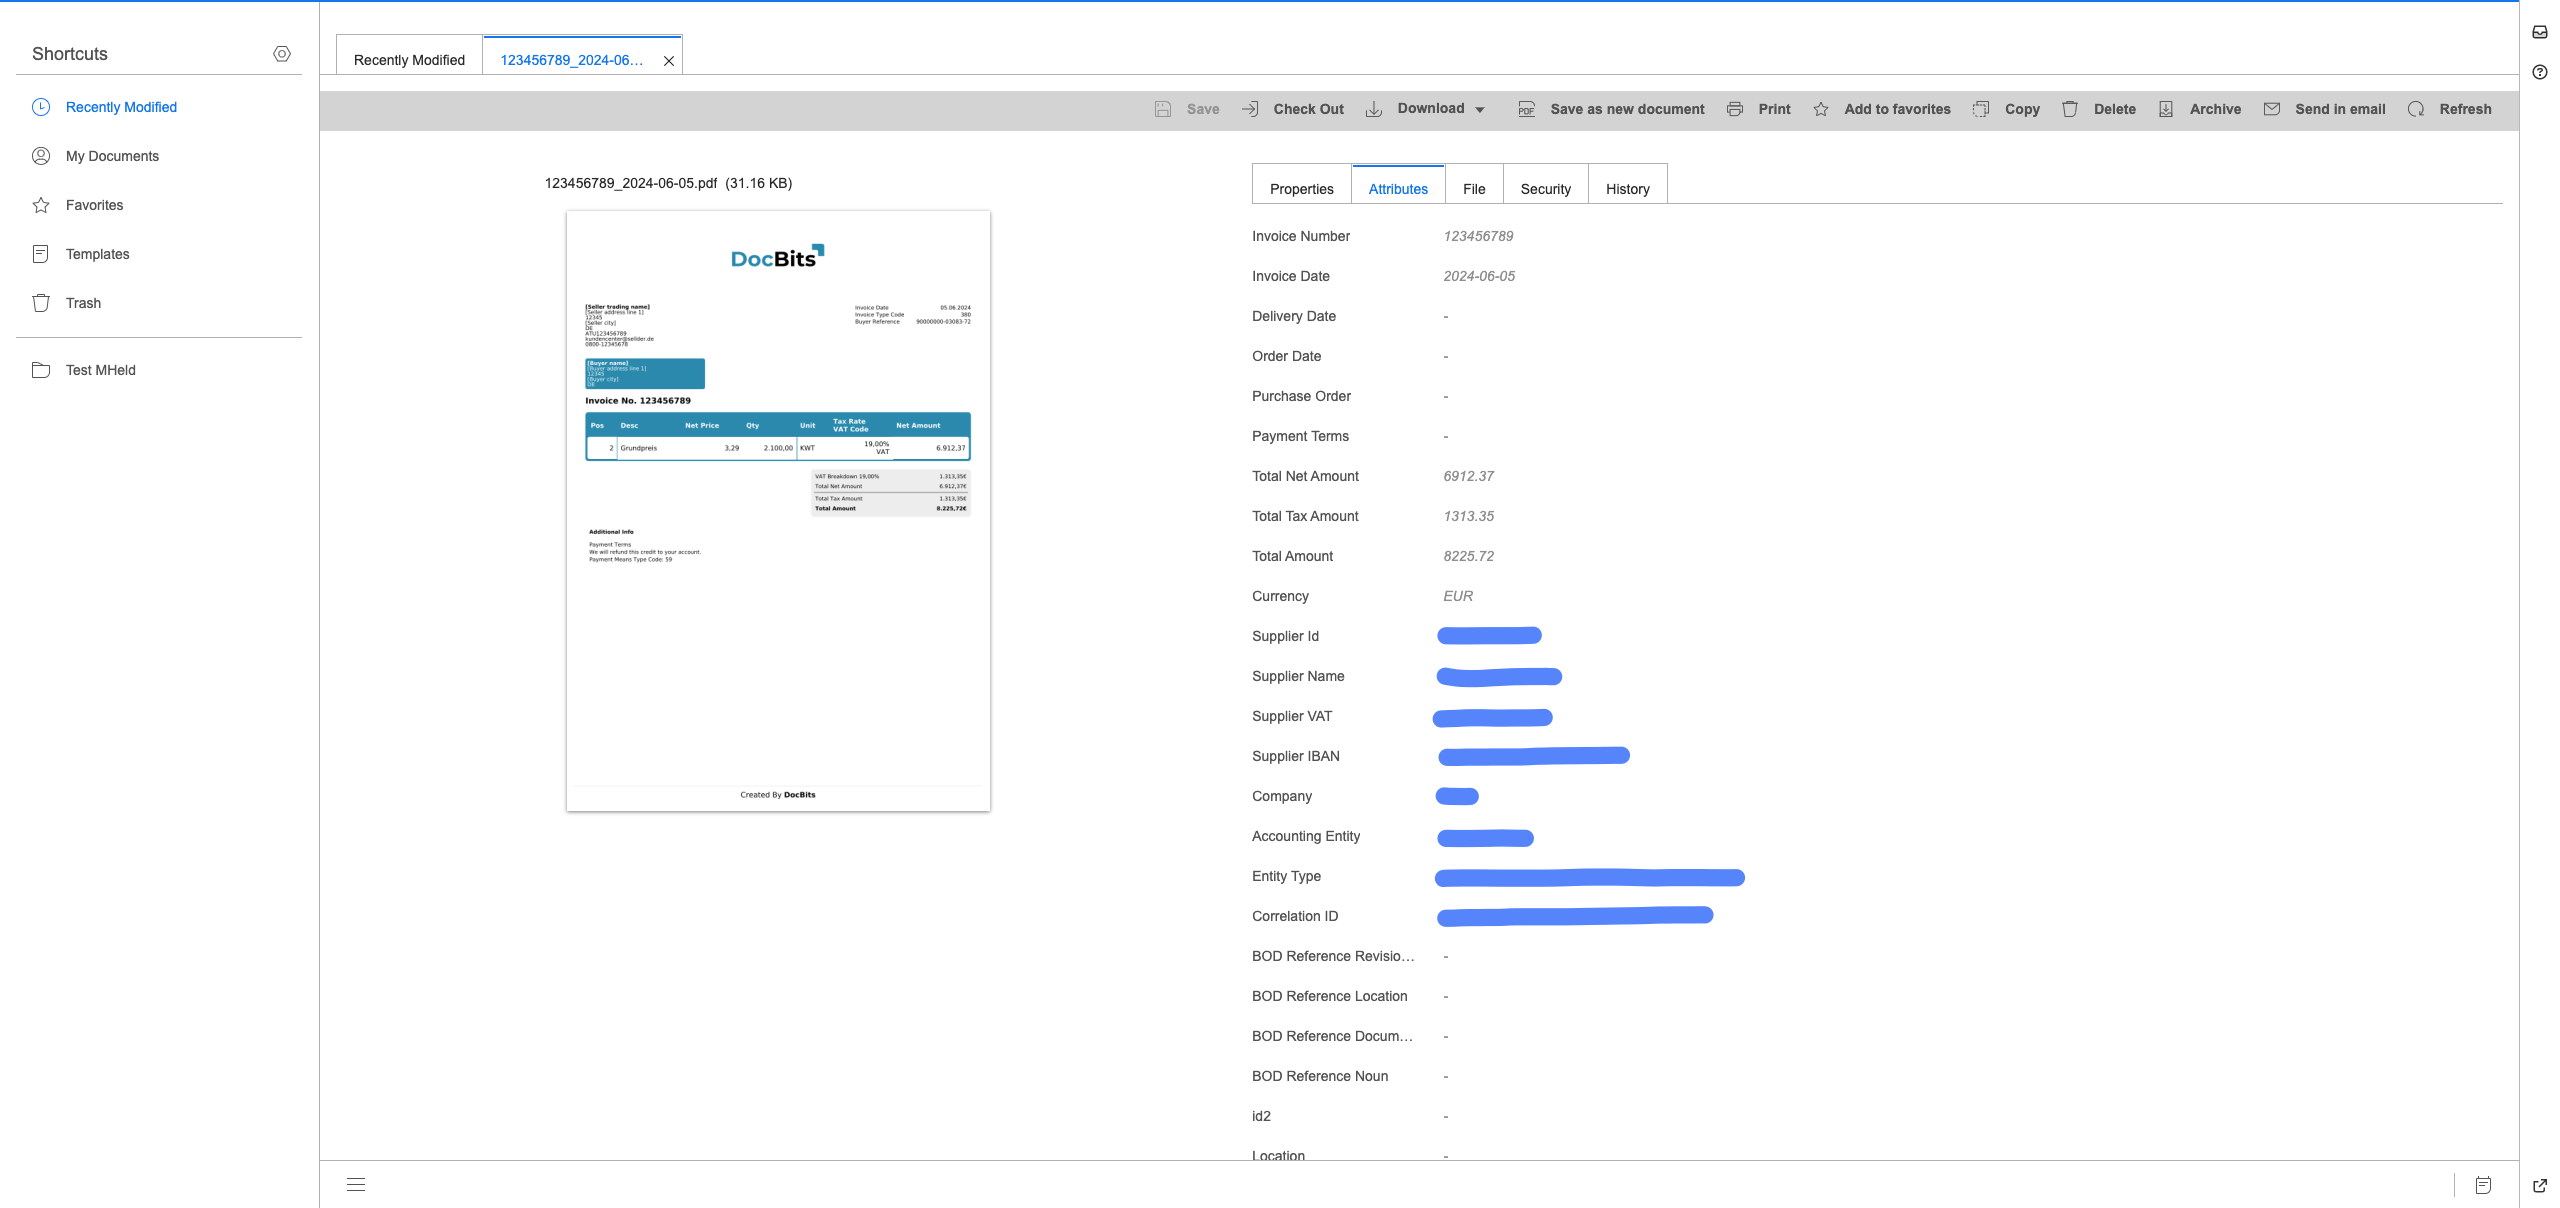 Shortcuts
Recently Modified
My Documents
Favorites
Templates
Trash
Test MHeld
Recently Modified
123456789_2024-06...
Save
Check Out
Download
Save as new document
Print
Add to favorites
Copy
Delete
Archive
Send in email
Refresh
123456789_2024-06-05.pdf (31.16 KB)
DocBits
[Seller trading name]
[Seller address line 1]
12345
[Seller city]
DE
ATU123456789
kundencenter@sellder.de
0800-12345678
Invoice Date 05.06.2024
Invoice Type Code 380
Buyer Reference 90000000-03083-72
[Buyer name]
[Buyer address line 1]
12345
[Buyer city]
DE
Invoice No. 123456789
Pos Desc Net Price Qty Unit Tax Rate VAT Code Net Amount
2 Grundpreis 3,29 2.100,00 KWT 19,00% VAT 6.912,37
VAT Breakdown 19,00% 1.313,35€
Total Net Amount 6.912,37€
Total Tax Amount 1.313,35€
Total Amount 8.225,72€
Additional Info
Payment Terms
We will refund this credit to your account.
Payment Means Type Code: 59
Created By DocBits
Properties
Attributes
File
Security
History
Invoice Number 123456789
Invoice Date 2024-06-05
Delivery Date -
Order Date -
Purchase Order -
Payment Terms -
Total Net Amount 6912.37
Total Tax Amount 1313.35
Total Amount 8225.72
Currency EUR
Supplier Id
Supplier Name
Supplier VAT
Supplier IBAN
Company
Accounting Entity
Entity Type
Correlation ID
BOD Reference Revisio... -
BOD Reference Location -
BOD Reference Docum... -
BOD Reference Noun -
id2 -
Location -